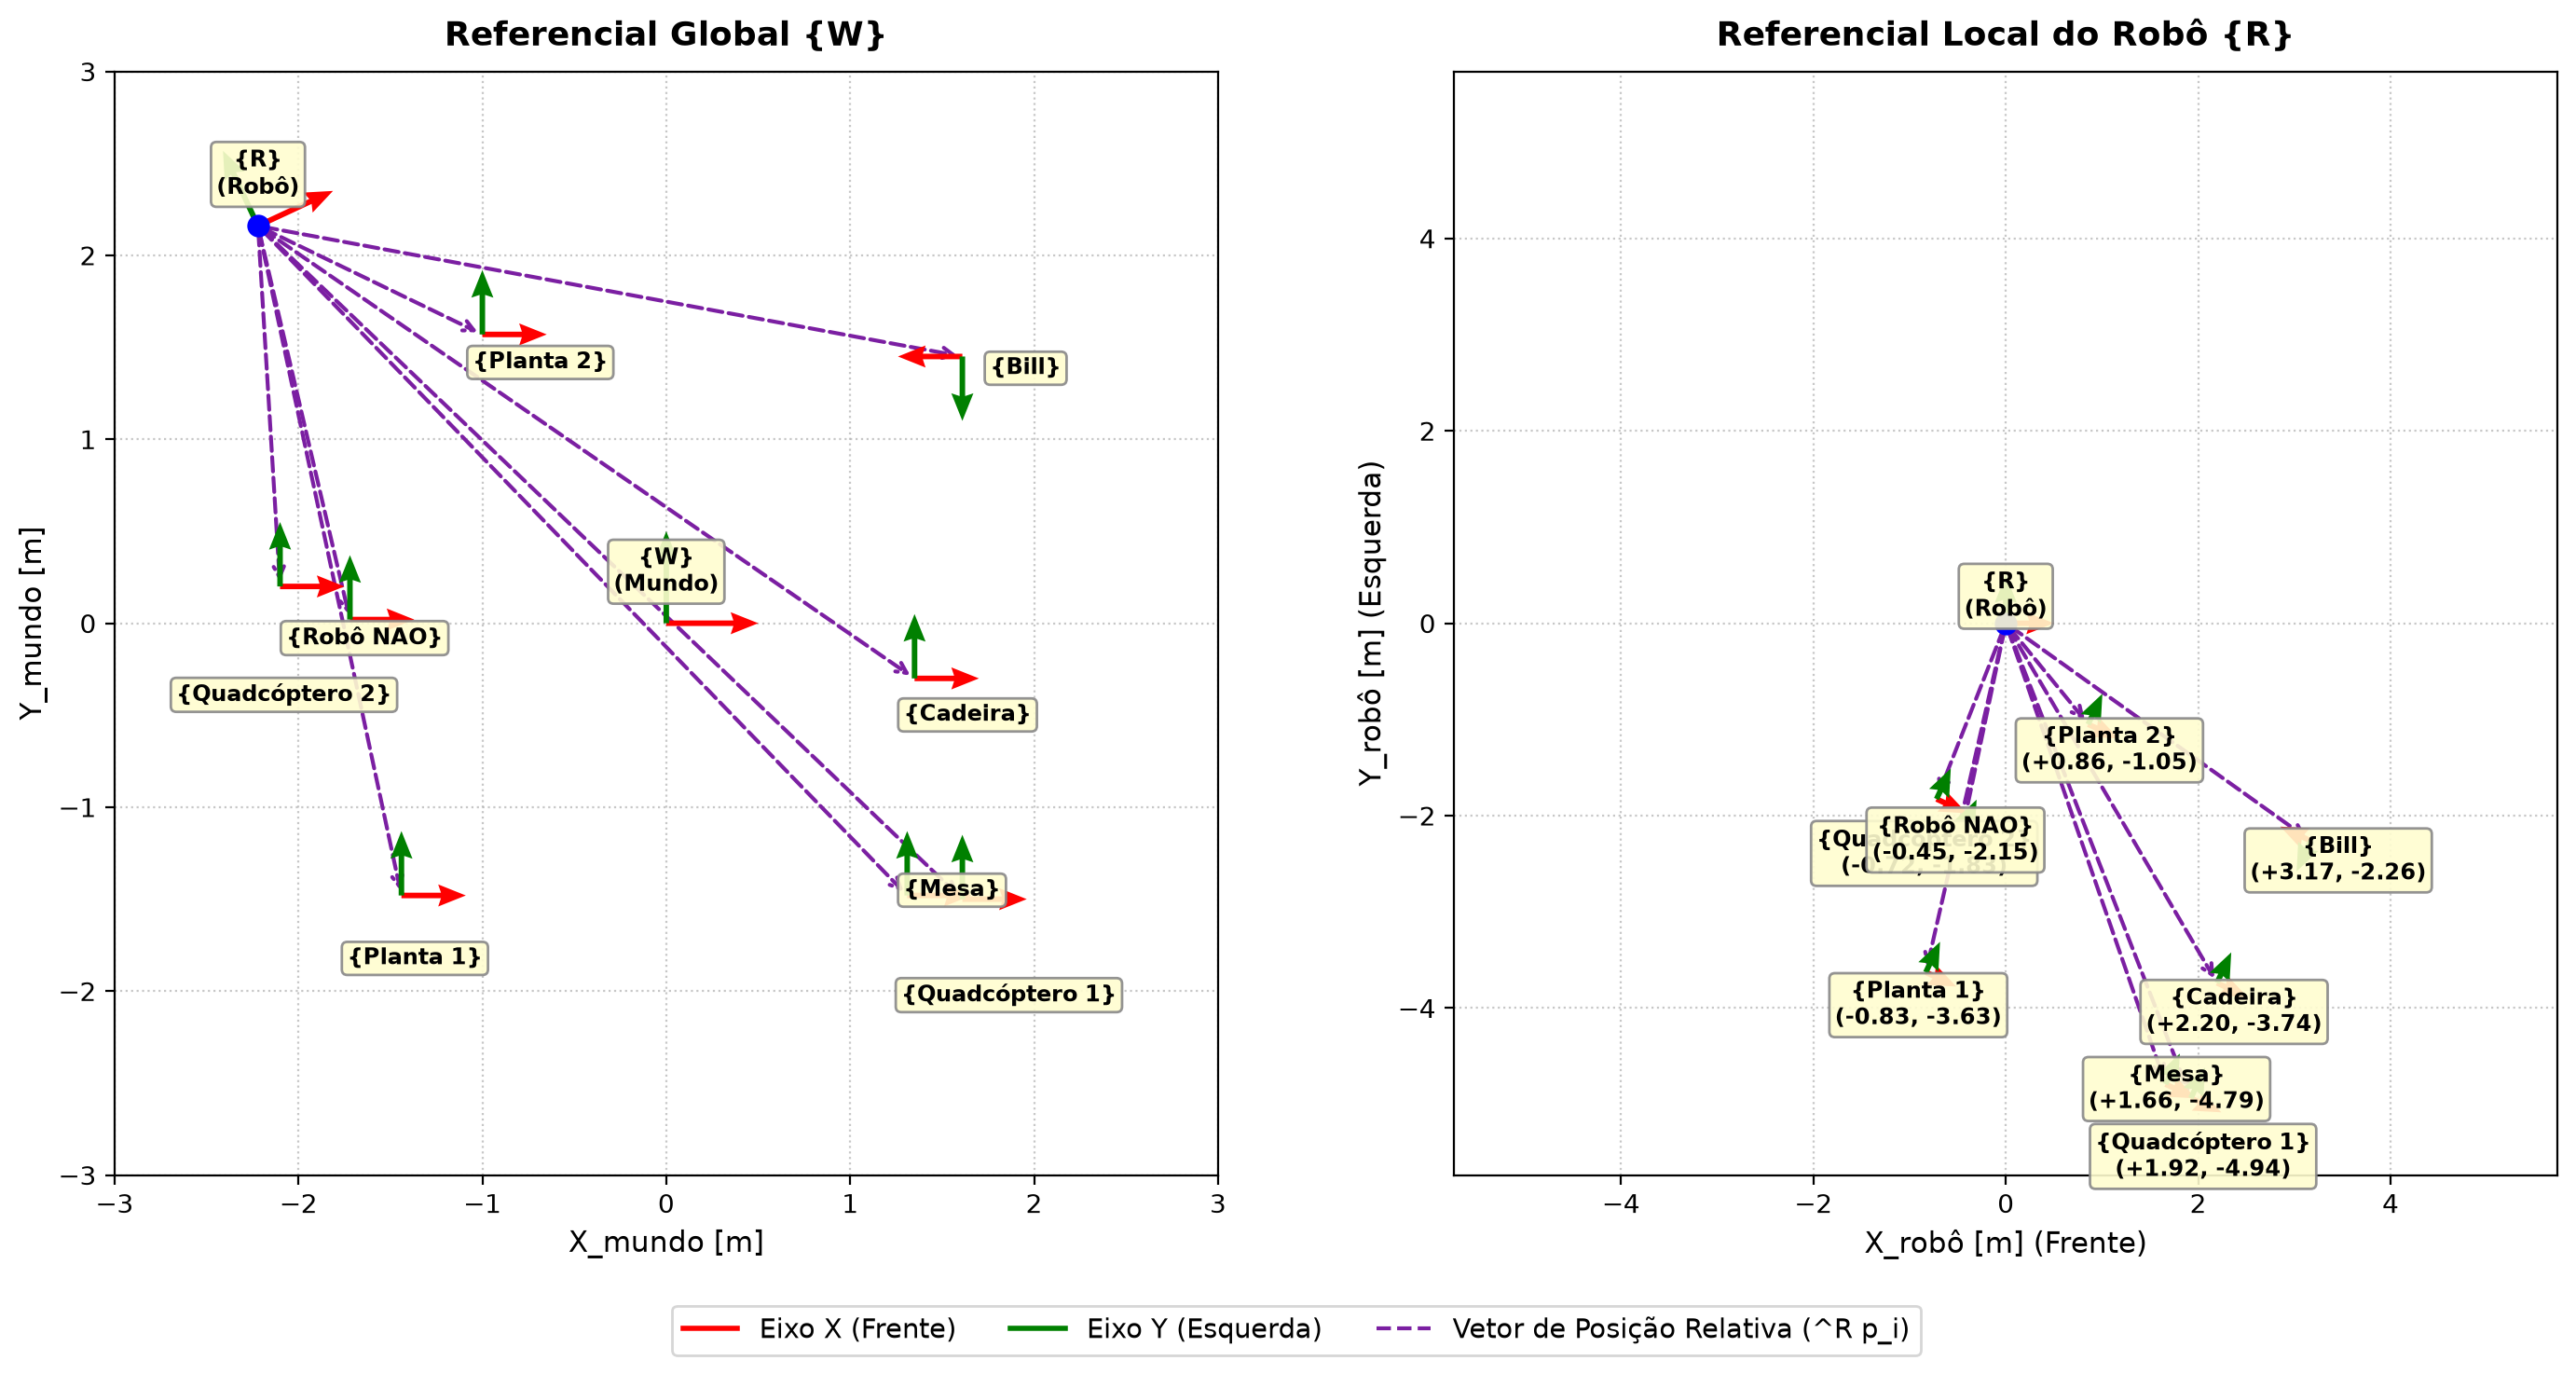 Referencial Global {W}
3
2
1
0
−1
−2
−3
Y_mundo [m]
{R}
(Robô)
{Planta 2}
{Bill}
{W}
(Mundo)
{Robô NAO}
{Quadcóptero 2}
{Cadeira}
{Mesa}
{Planta 1}
{Quadcóptero 1}
−3
−2
−1
0
1
2
3
X_mundo [m]
Referencial Local do Robô {R}
4
2
0
−2
−4
Y_robô [m] (Esquerda)
{R}
(Robô)
{Planta 2}
(+0.86, -1.05)
{Robô NAO}
(-0.45, -2.15)
{Bill}
(+3.17, -2.26)
{Planta 1}
(-0.83, -3.63)
{Cadeira}
(+2.20, -3.74)
{Mesa}
(+1.66, -4.79)
{Quadcóptero 1}
(+1.92, -4.94)
−4
−2
0
2
4
X_robô [m] (Frente)
Eixo X (Frente)
Eixo Y (Esquerda)
Vetor de Posição Relativa (^R p_i)